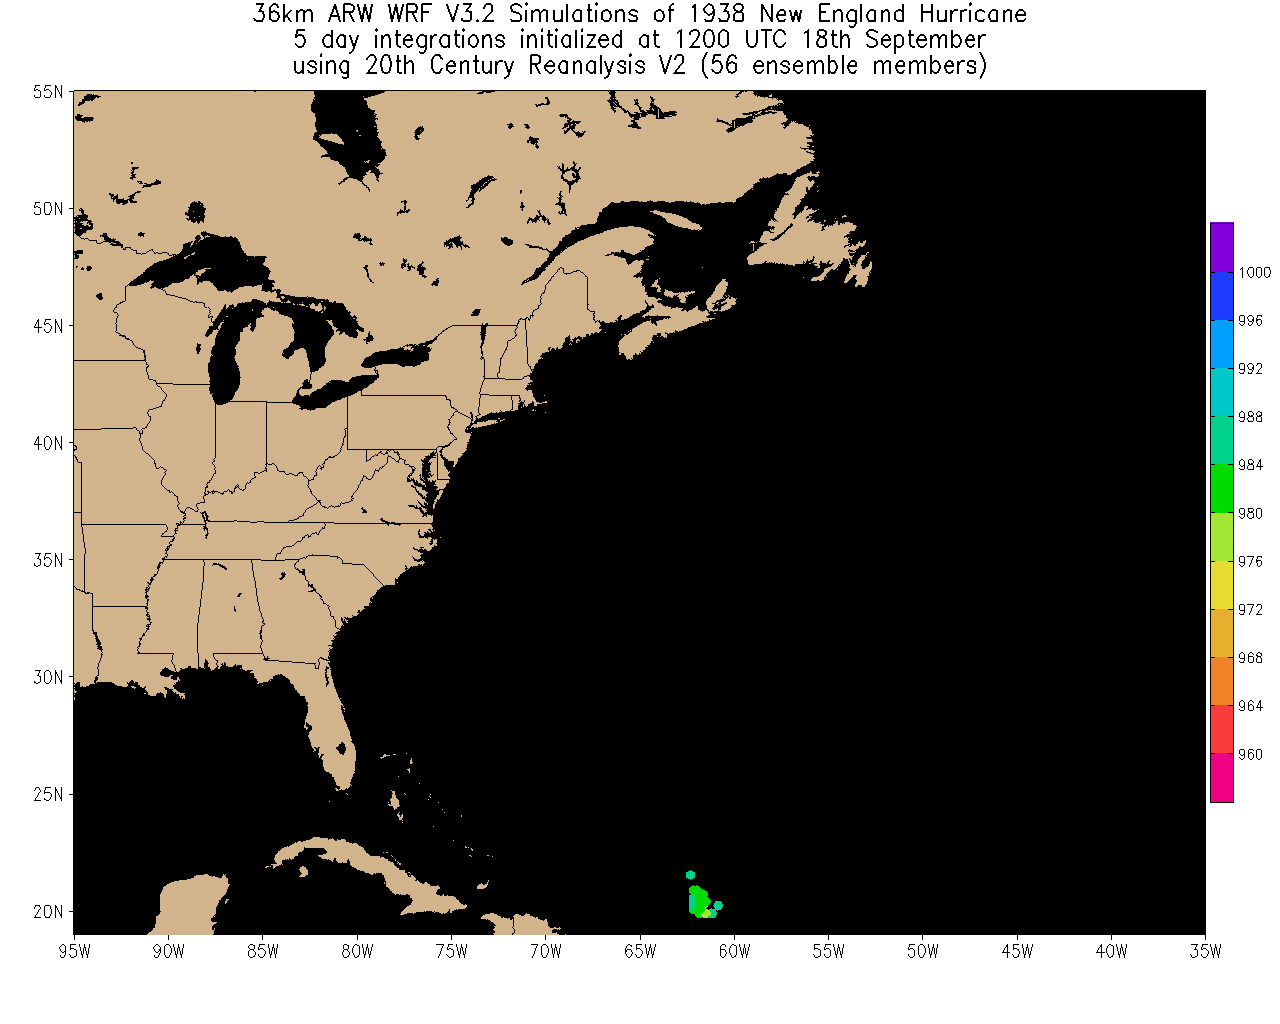 36km ARW WRF V3.2 Simulations of 1938 New England Hurricane
5 day integrations initialized at 1200 UTC 18th September
using 20th Century Reanalysis V2 (56 ensemble members)
55N
50N
45N
40N
35N
30N
25N
20N
95W 90W 85W 80W 75W 70W 65W 60W 55W 50W 45W 40W 35W
1000
996
992
988
984
980
976
972
968
964
960